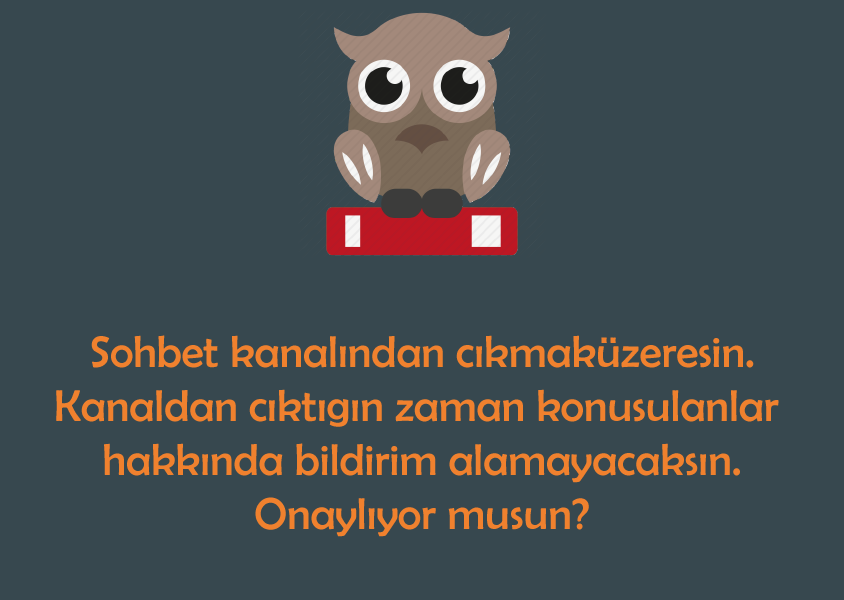 Sohbet kanalından cıkmaküzeresin.
Kanaldan cıktıgın zaman konusulanlar
hakkında bildirim alamayacaksın.
Onaylıyor musun?